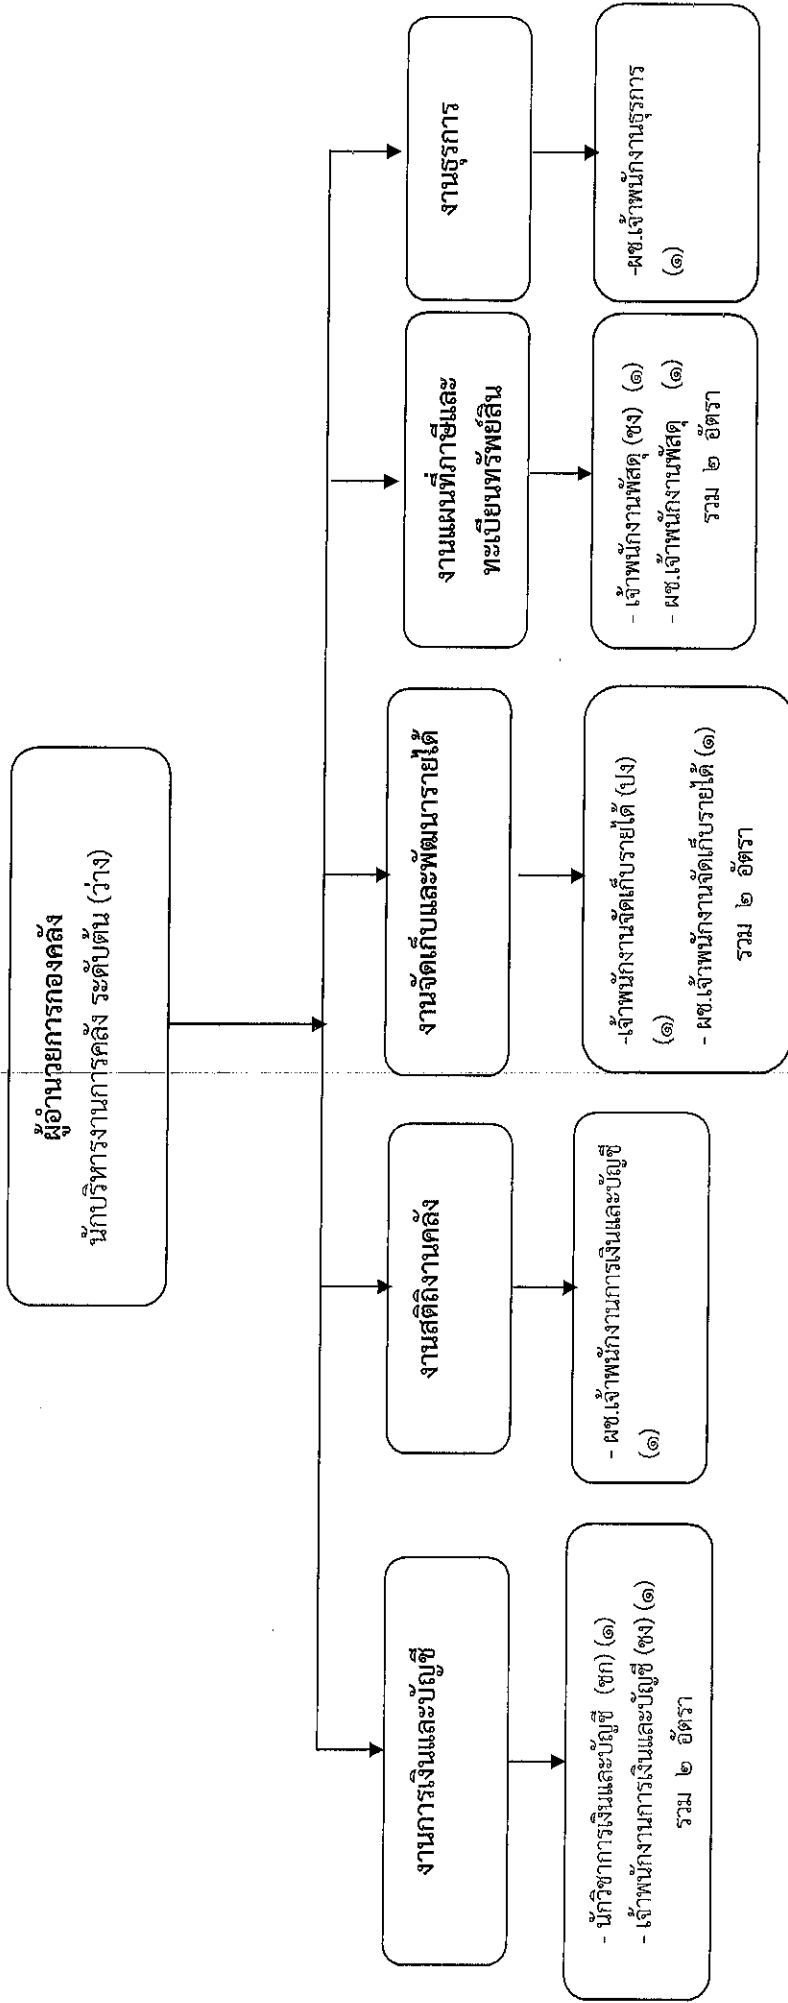 ผู้อำนวยการกองคลัง
นักบริหารงานการคลัง ระดับต้น (ว่าง)
งานการเงินและบัญชี
งานสถิติงานคลัง
งานจัดเก็บและพัฒนารายได้
งานแผนที่ภาษีและ
ทะเบียนทรัพย์สิน
งานธุรการ
- นักวิชาการเงินและบัญชี (ชก) (๑)
- เจ้าพนักงานการเงินและบัญชี (ชง) (๑)
รวม ๒ อัตรา
- ผช.เจ้าพนักงานการเงินและบัญชี
(๑)
-เจ้าพนักงานจัดเก็บรายได้ (ปง)
(๑)
- ผช.เจ้าพนักงานจัดเก็บรายได้ (๑)
รวม ๒ อัตรา
- เจ้าพนักงานพัสดุ (ชง) (๑)
- ผช.เจ้าพนักงานพัสดุ (๑)
รวม ๒ อัตรา
-ผช.เจ้าพนักงานธุรการ
(๑)